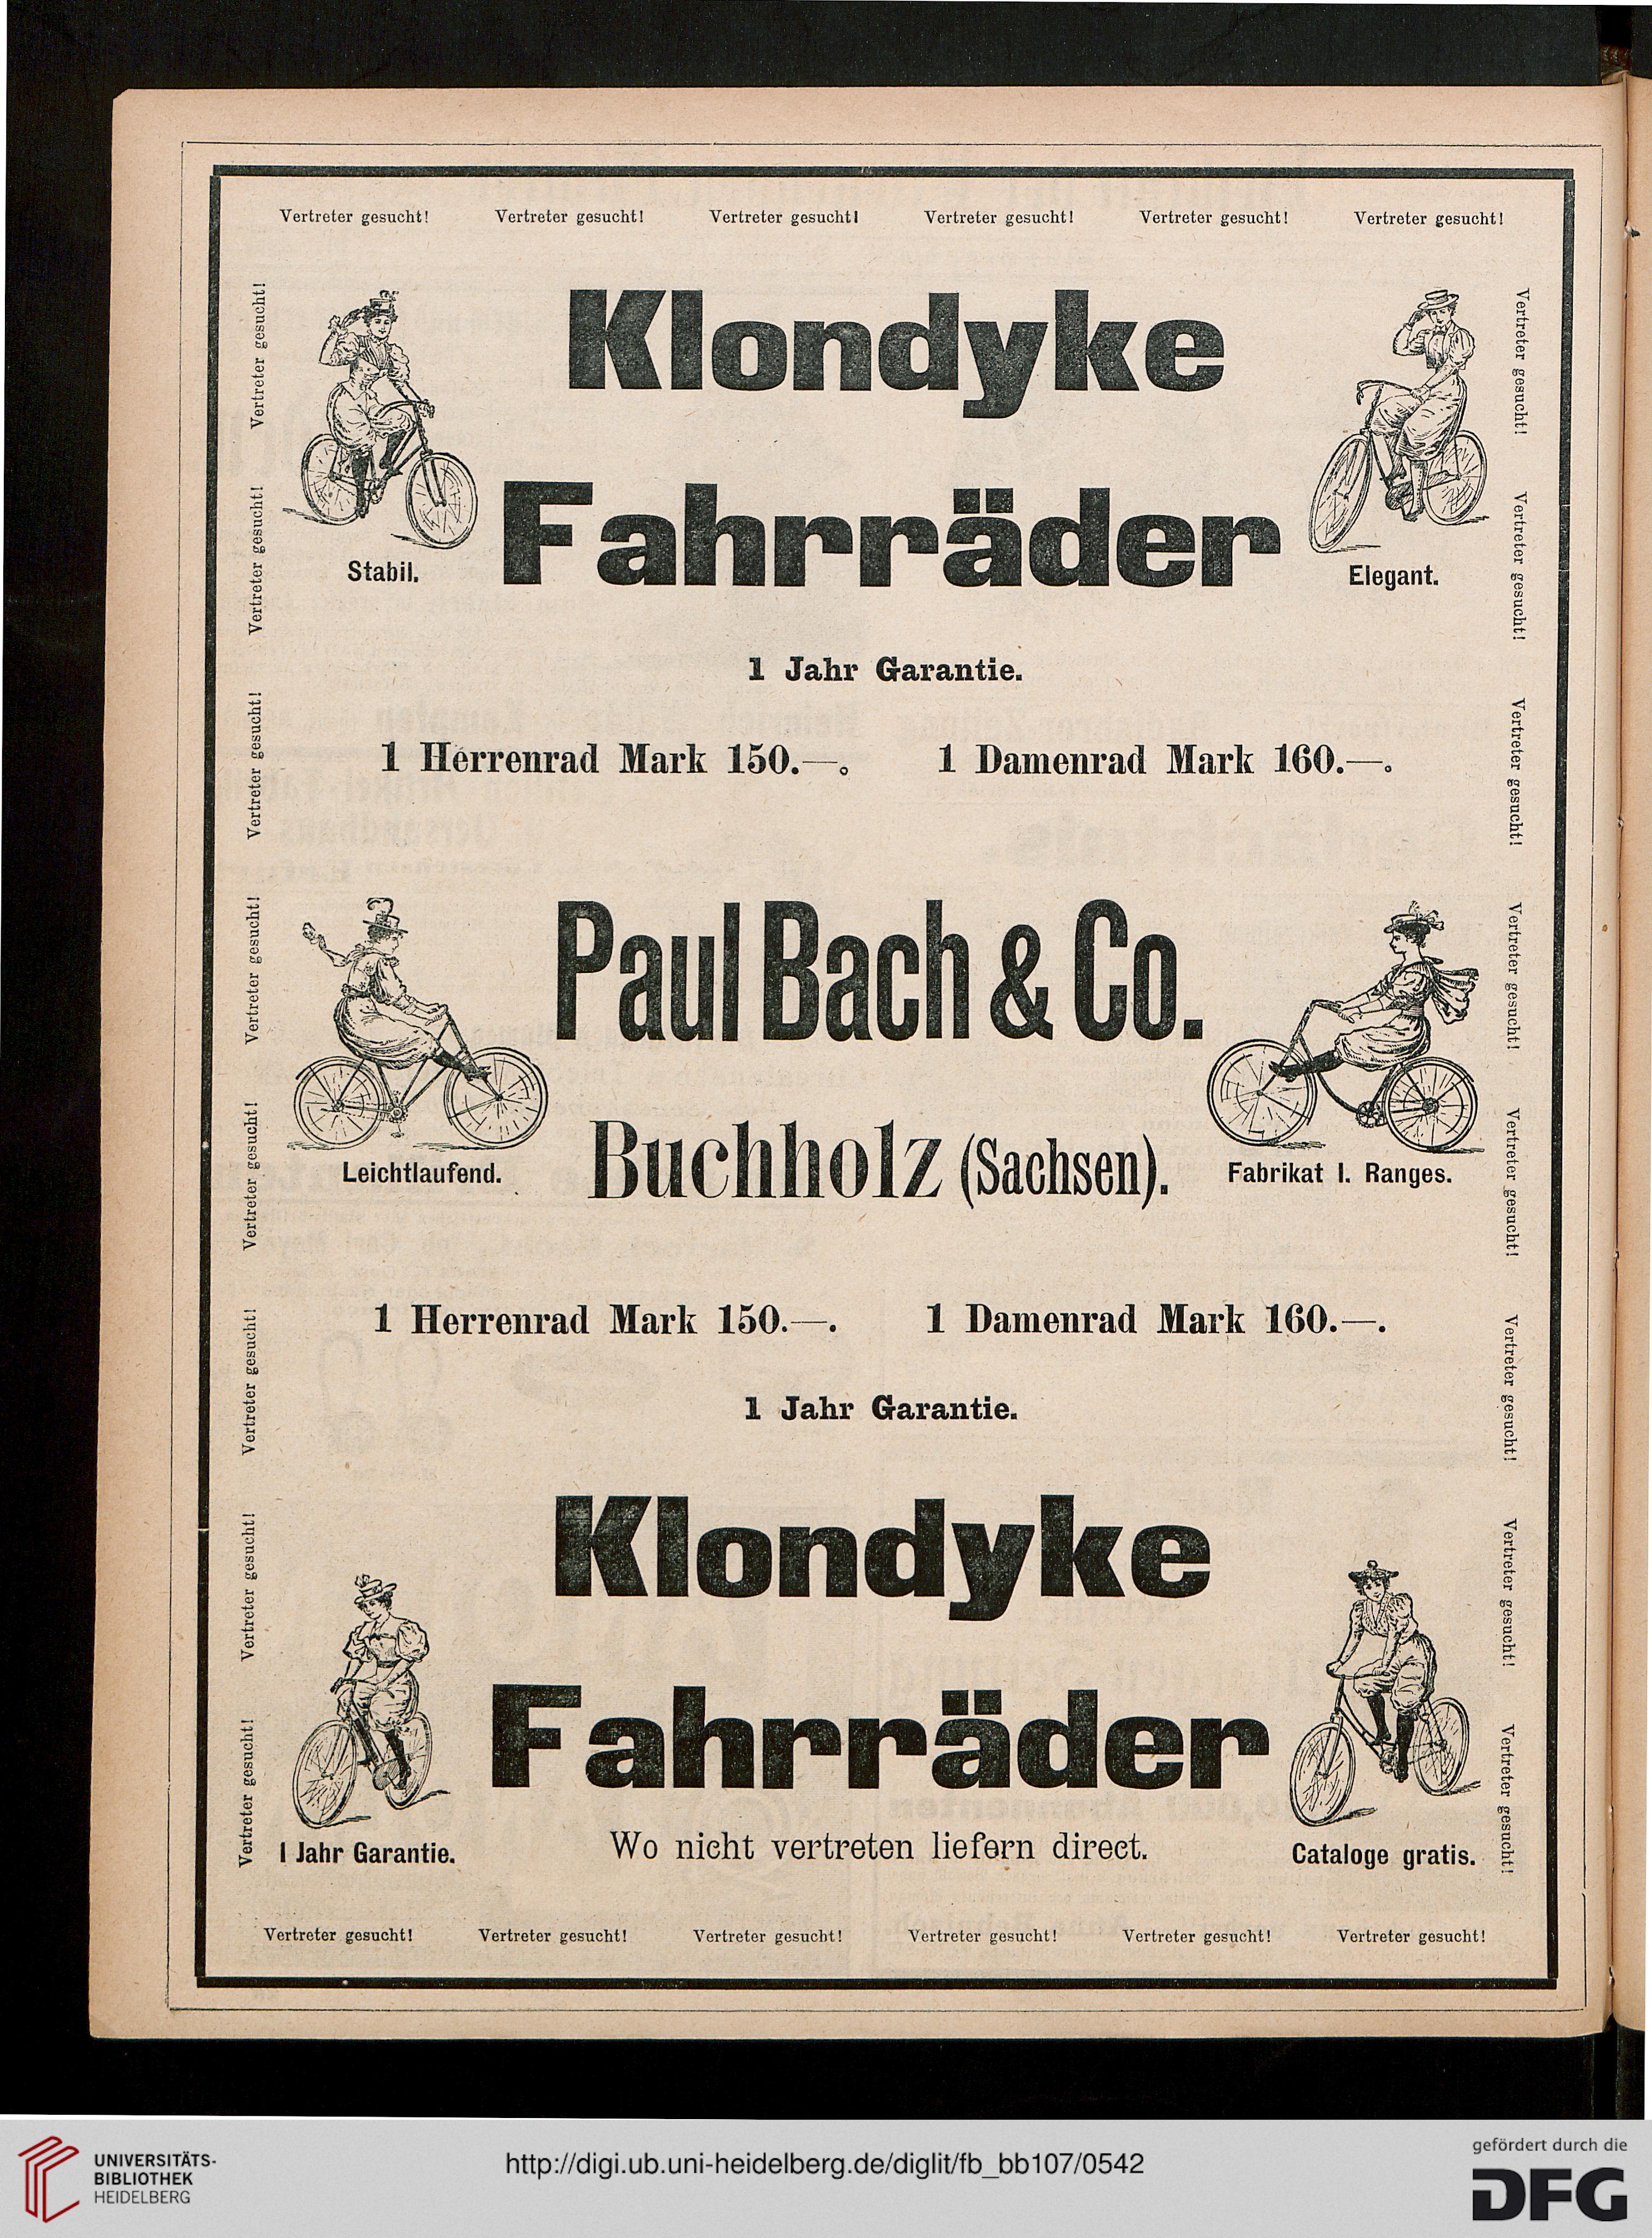 Vertreter gesucht! Vertreter gesucht! Vertreter gesucht! Vertreter gesucht! Vertreter gesucht! Vertreter gesucht!
Vertreter gesucht!
Vertreter gesucht!
Vertreter gesucht!
Vertreter gesucht!
Vertreter gesucht!
Vertreter gesucht!
Vertreter gesucht!
Vertreter gesucht!
Klondyke
Fahrräder
Stabil.
Elegant.
1 Jahr Garantie.
1 Herrenrad Mark 150.—. 1 Damenrad Mark 160.—.
Paul Bach & Co.
Buchholz (Sachsen).
Leichtlaufend.
Fabrikat I. Ranges.
1 Herrenrad Mark 150.—. 1 Damenrad Mark 160.—.
1 Jahr Garantie.
Klondyke
Fahrräder
1 Jahr Garantie.
Wo nicht vertreten liefern direct.
Cataloge gratis.
Vertreter gesucht!
Vertreter gesucht!
Vertreter gesucht!
Vertreter gesucht!
Vertreter gesucht!
Vertreter gesucht!
Vertreter gesucht!
Vertreter gesucht!
Vertreter gesucht! Vertreter gesucht! Vertreter gesucht! Vertreter gesucht! Vertreter gesucht! Vertreter gesucht!
UNIVERSITÄTS-
BIBLIOTHEK
HEIDELBERG
http://digi.ub.uni-heidelberg.de/diglit/fb_bb107/0542
gefördert durch die
DFG